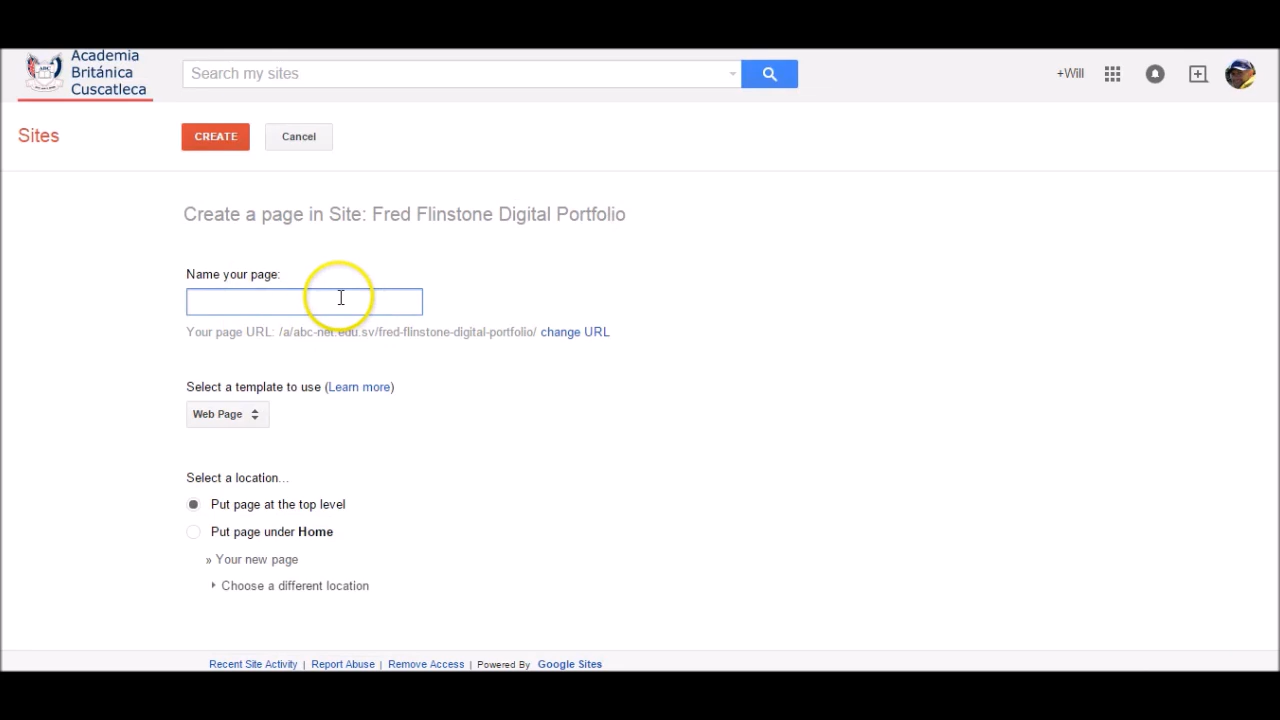 Academia
Británica
Cuscatleca
ABC
Search my sites
+Will
Sites
CREATE
Cancel
Create a page in Site: Fred Flinstone Digital Portfolio
Name your page:
Your page URL: /a/abc-net.edu.sv/fred-flinstone-digital-portfolio/ change URL
Select a template to use (Learn more)
Web Page
Select a location...
Put page at the top level
Put page under Home
» Your new page
Choose a different location
Recent Site Activity | Report Abuse | Remove Access | Powered By Google Sites